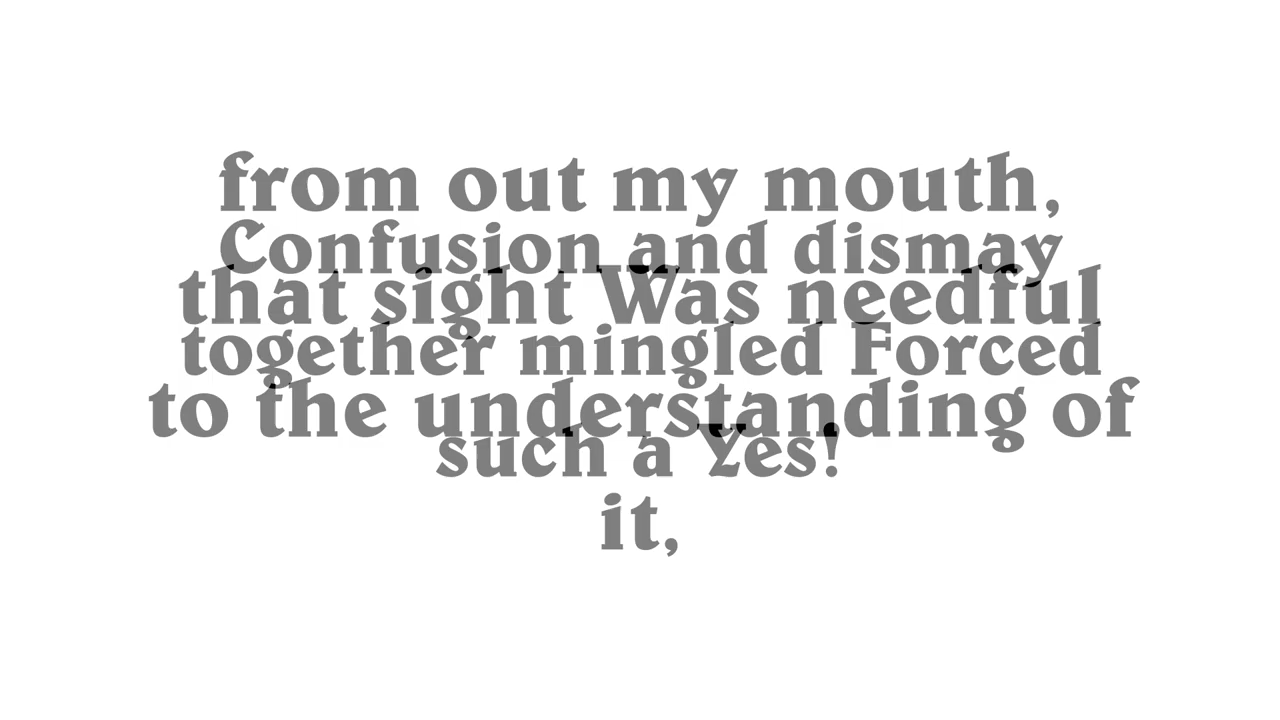 from out my mouth,
Confusion and dismay
that sight Was needful
together mingled Forced
to the understanding of
such a Yes!
it,